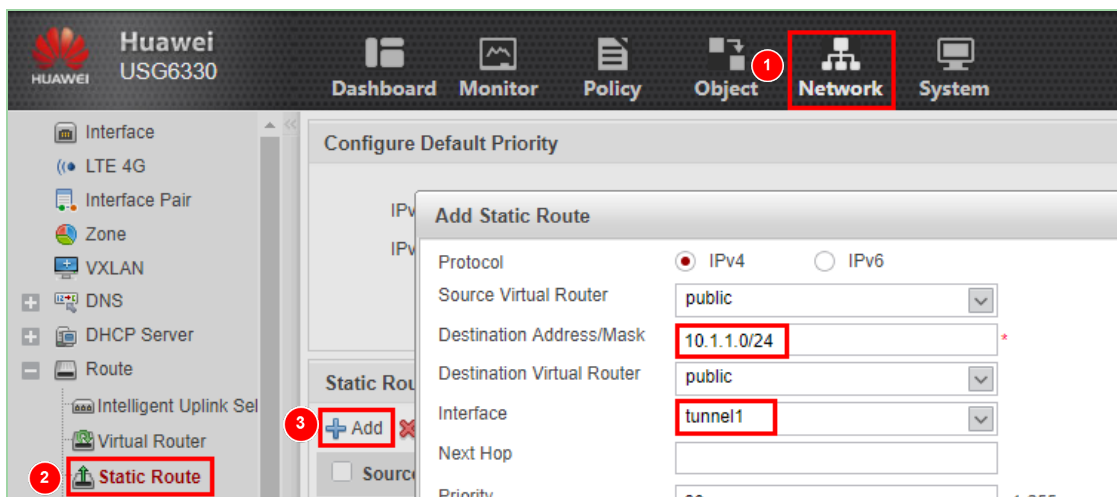 HUAWEI
Huawei
USG6330
Dashboard
Monitor
Policy
Object
1
Network
System
Interface
LTE 4G
Interface Pair
Zone
VXLAN
DNS
DHCP Server
Route
Intelligent Uplink Sel
Virtual Router
2
Static Route
Configure Default Priority
IPv
IPv
Static Rou
3
Add
Source
Add Static Route
Protocol
IPv4
IPv6
Source Virtual Router
public
Destination Address/Mask
10.1.1.0/24
*
Destination Virtual Router
public
Interface
tunnel1
Next Hop
Priority